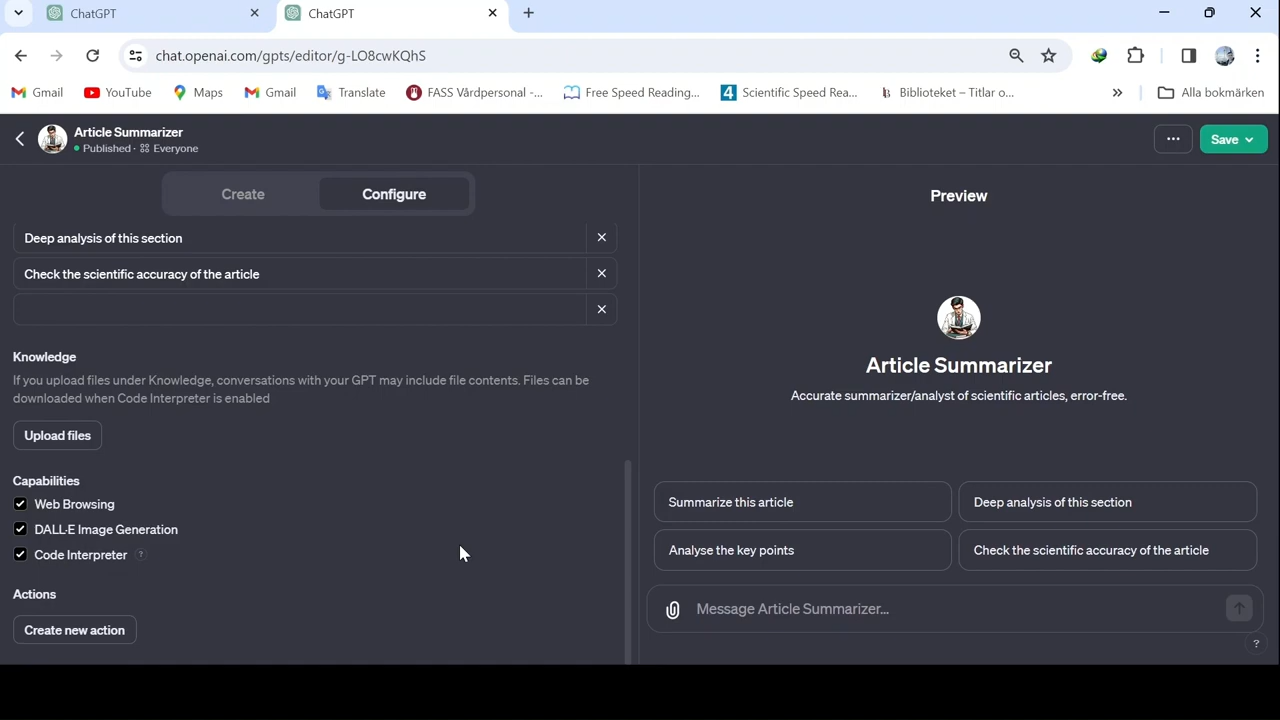 ChatGPT
ChatGPT
chat.openai.com/gpts/editor/g-LO8cwKQhS
Gmail
YouTube
Maps
Gmail
Translate
FASS Vårdpersonal -...
Free Speed Reading...
4 Scientific Speed Rea...
Biblioteket – Titlar o...
»
Alla bokmärken
Article Summarizer
Published · Everyone
Save
Create
Configure
Deep analysis of this section
Check the scientific accuracy of the article
Knowledge
If you upload files under Knowledge, conversations with your GPT may include file contents. Files can be
downloaded when Code Interpreter is enabled
Upload files
Capabilities
Web Browsing
DALL·E Image Generation
Code Interpreter ?
Actions
Create new action
Preview
Article Summarizer
Accurate summarizer/analyst of scientific articles, error-free.
Summarize this article
Deep analysis of this section
Analyse the key points
Check the scientific accuracy of the article
Message Article Summarizer...
?